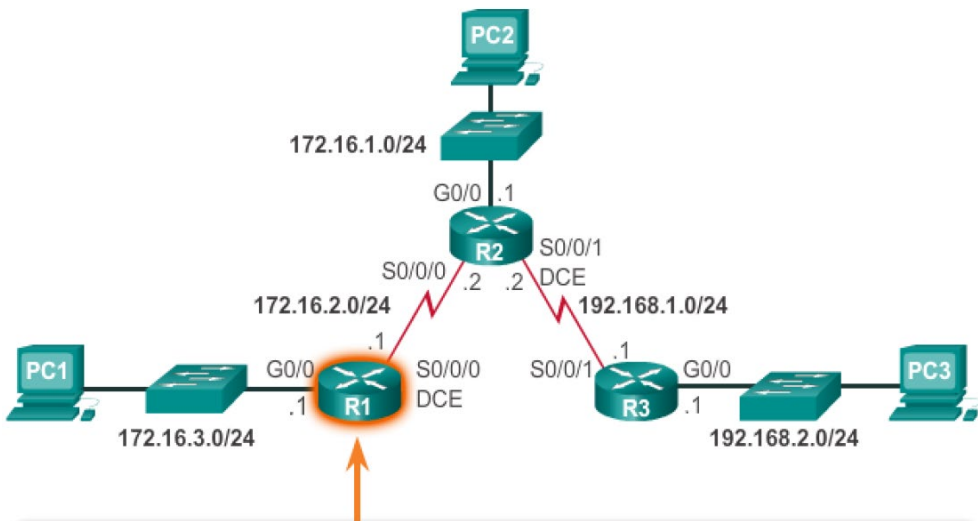 PC2
172.16.1.0/24
G0/0 .1
R2
S0/0/1
S0/0/0 .2 .2 DCE
172.16.2.0/24 192.168.1.0/24
.1 .1
PC1 G0/0 S0/0/0 S0/0/1 G0/0 PC3
.1 R1 DCE R3 .1
172.16.3.0/24 192.168.2.0/24